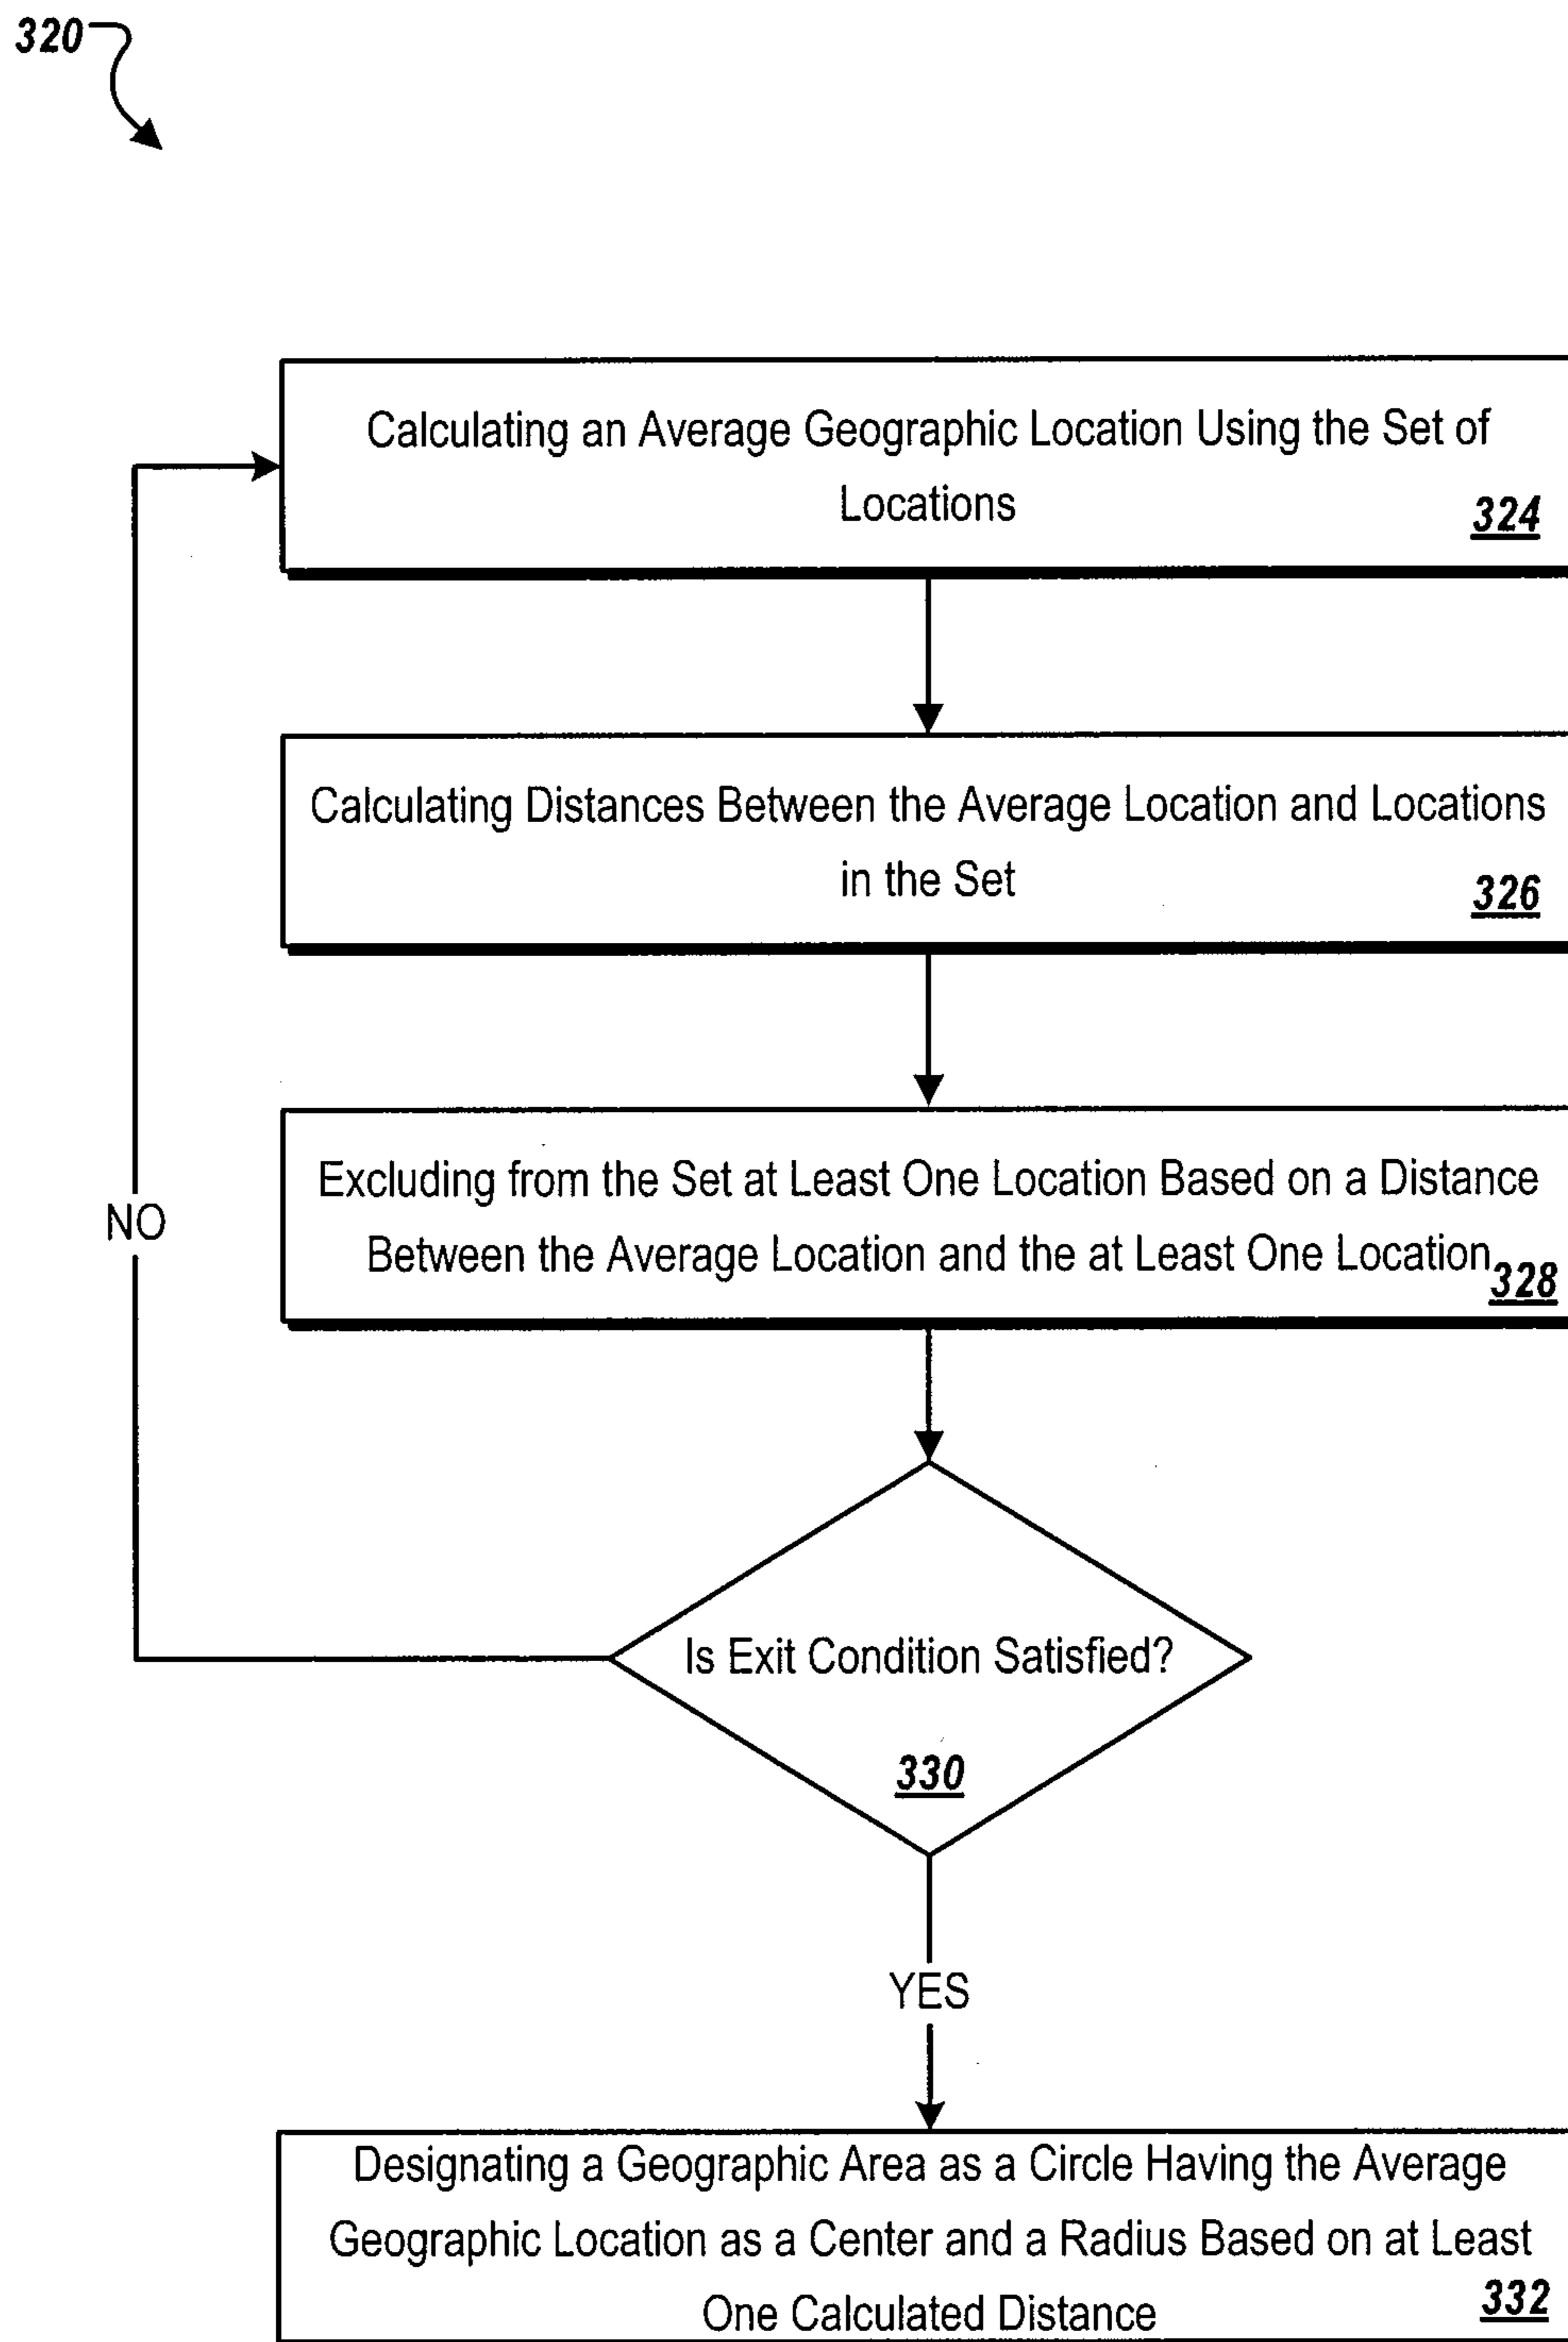 320
Calculating an Average Geographic Location Using the Set of
Locations
324
Calculating Distances Between the Average Location and Locations
in the Set
326
Excluding from the Set at Least One Location Based on a Distance
Between the Average Location and the at Least One Location
328
NO
Is Exit Condition Satisfied?
330
YES
Designating a Geographic Area as a Circle Having the Average
Geographic Location as a Center and a Radius Based on at Least
One Calculated Distance
332